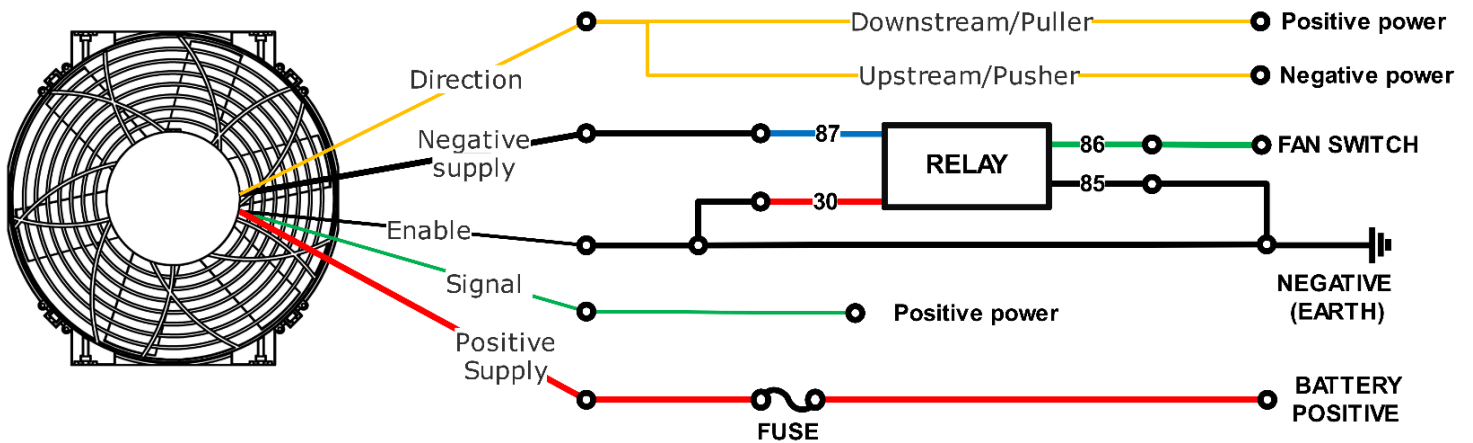 Downstream/Puller
Positive power
Direction
Upstream/Pusher
Negative power
Negative
supply
87
RELAY
86
FAN SWITCH
85
30
Enable
Signal
NEGATIVE
(EARTH)
Positive power
Positive
Supply
BATTERY
POSITIVE
FUSE